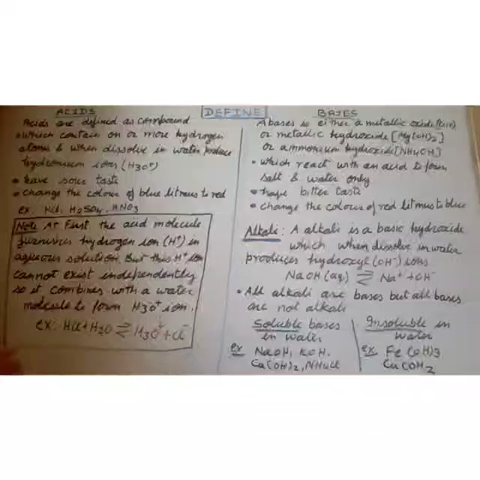 ACIDS
Acids are defined as compound
which contain on or more hydrogen
atoms & when dissolve in water produce
hydronium ions (H3O+)
• have sour taste
• change the colour of blue litmus to red
ex HCl, H2SO4, HNO3
Note At First the acid molecule
furnishes hydrogen ion (H+) in
aqueous solution. But this H+ ion
cannot exist independently
so it combines with a water
molecule to form H3O+ ion.
ex:- HCl + H2O ⇌ H3O+ + Cl-
DEFINE
BASES
A bases is either a metallic oxide
or metallic hydroxide [Mg(OH)2]
or ammonium hydroxide [NH4OH]
• which react with an acid to form
salt & water only
• have bitter taste
• change the colour of red litmus to blue
Alkali: A alkali is a basic hydroxide
which when dissolve in water
produces hydroxyl (OH-) ions
NaOH (aq) ⇌ Na+ + OH-
• All alkali are bases but all bases
are not alkali
Soluble bases
in water
ex NaOH, KOH,
Ca(OH)2,
Insoluble in
water
ex Fe(OH)3